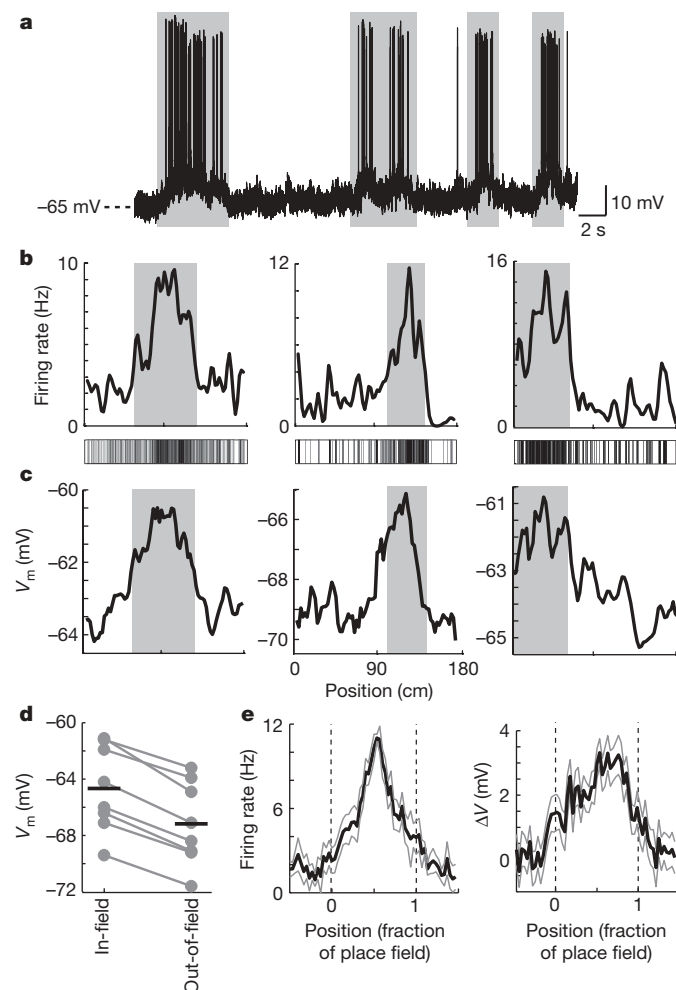 a
–65 mV
10 mV
2 s
b
Firing rate (Hz)
10
0
12
0
16
0
c
Vm (mV)
–60
–62
–64
–66
–68
–70
–61
–63
–65
0
90
180
Position (cm)
d
Vm (mV)
–60
–64
–68
–72
In-field
Out-of-field
e
Firing rate (Hz)
12
6
0
0
1
Position (fraction
of place field)
ΔV (mV)
4
2
0
0
1
Position (fraction
of place field)